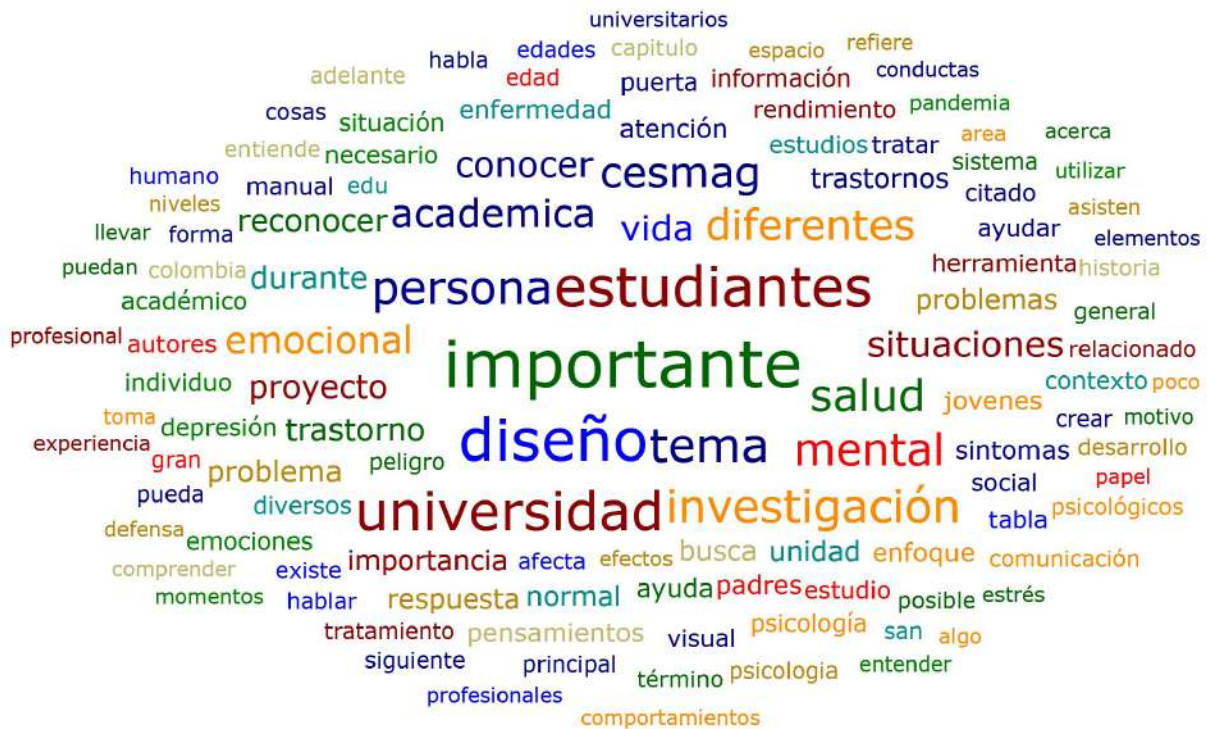 universitarios
habla edades capitulo espacio refiere
adelante edad puerta información conductas
cosas situación enfermedad atención rendimiento pandemia
entiende necesario conocer cesmag estudios tratar area acerca
humano manual edu trastornos sistema utilizar
niveles reconocer academica vida diferentes citado asisten
llevar forma ayudar elementos
puedan colombia durante persona estudiantes herramienta historia
académico problemas general
profesional autores emocional importante situaciones relacionado
individuo proyecto salud jovenes contexto poco
toma depresión trastorno diseño tema mental crear motivo
experiencia gran problema peligro sintomas desarrollo
pueda diversos universidad investigación social papel
defensa emociones tabla psicológicos
comprender existe importancia afecta efectos busca unidad enfoque comunicación
momentos hablar respuesta normal ayuda padres estudio posible estrés
tratamiento pensamientos visual psicología san algo
siguiente principal término psicologia entender
profesionales
comportamientos